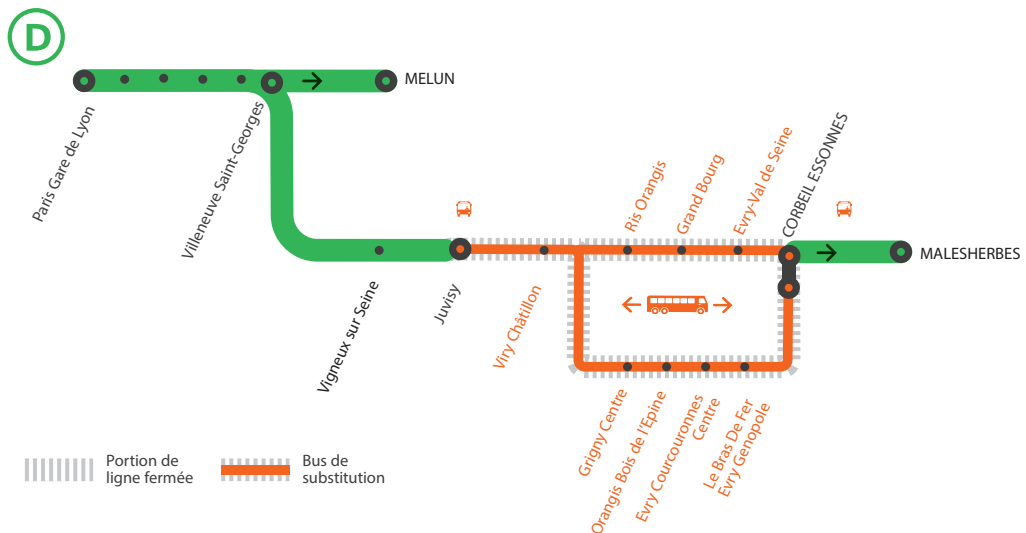 D
MELUN
Paris Gare de Lyon
Villeneuve Saint-Georges
Vigneux sur Seine
Juvisy
Viry Châtillon
Ris Orangis
Grand Bourg
Evry-Val de Seine
CORBEIL ESSONNES
MALESHERBES
Grigny Centre
Orangis Bois de l'Epine
Evry Courcouronnes
Centre
Le Bras De Fer
Evry Genopole
Portion de
ligne fermée
Bus de
substitution